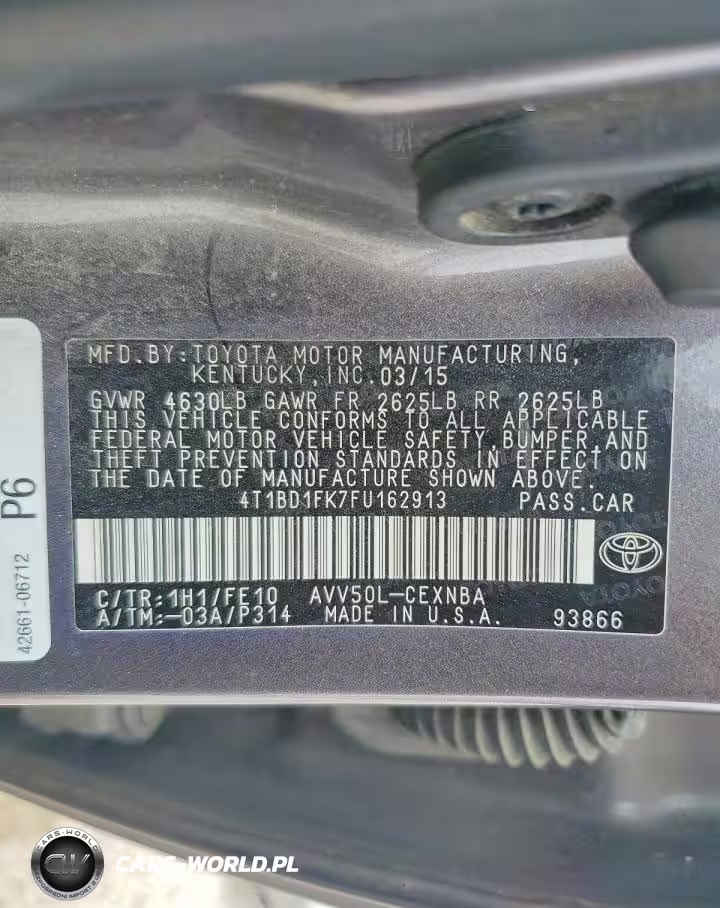 MFD.BY:TOYOTA MOTOR MANUFACTURING,
KENTUCKY,INC.03/15
GVWR 4630LB GAWR FR 2625LB RR 2625LB
THIS VEHICLE CONFORMS TO ALL APPLICABLE
FEDERAL MOTOR VEHICLE SAFETY,BUMPER,AND
THEFT PREVENTION STANDARDS IN EFFECT ON
THE DATE OF MANUFACTURE SHOWN ABOVE.
4T1BD1FK7FU162913 PASS.CAR
C/TR:1H1/FE10 AVV50L-CEXNBA
A/TM:-03A/P314 MADE IN U.S.A. 93866
P6
42661-06712
CARS-WORLD
CW
CARS-WORLD.PL